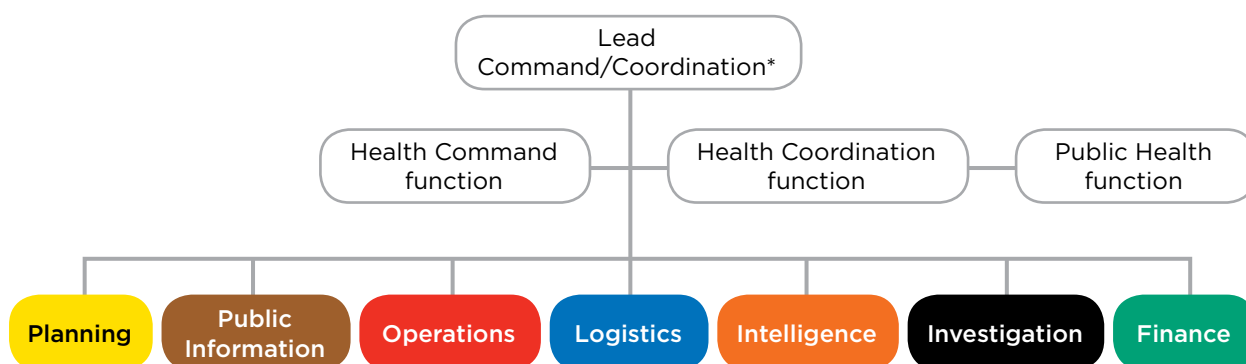 Lead
Command/Coordination*
Health Command
function
Health Coordination
function
Public Health
function
Planning
Public
Information
Operations
Logistics
Intelligence
Investigation
Finance